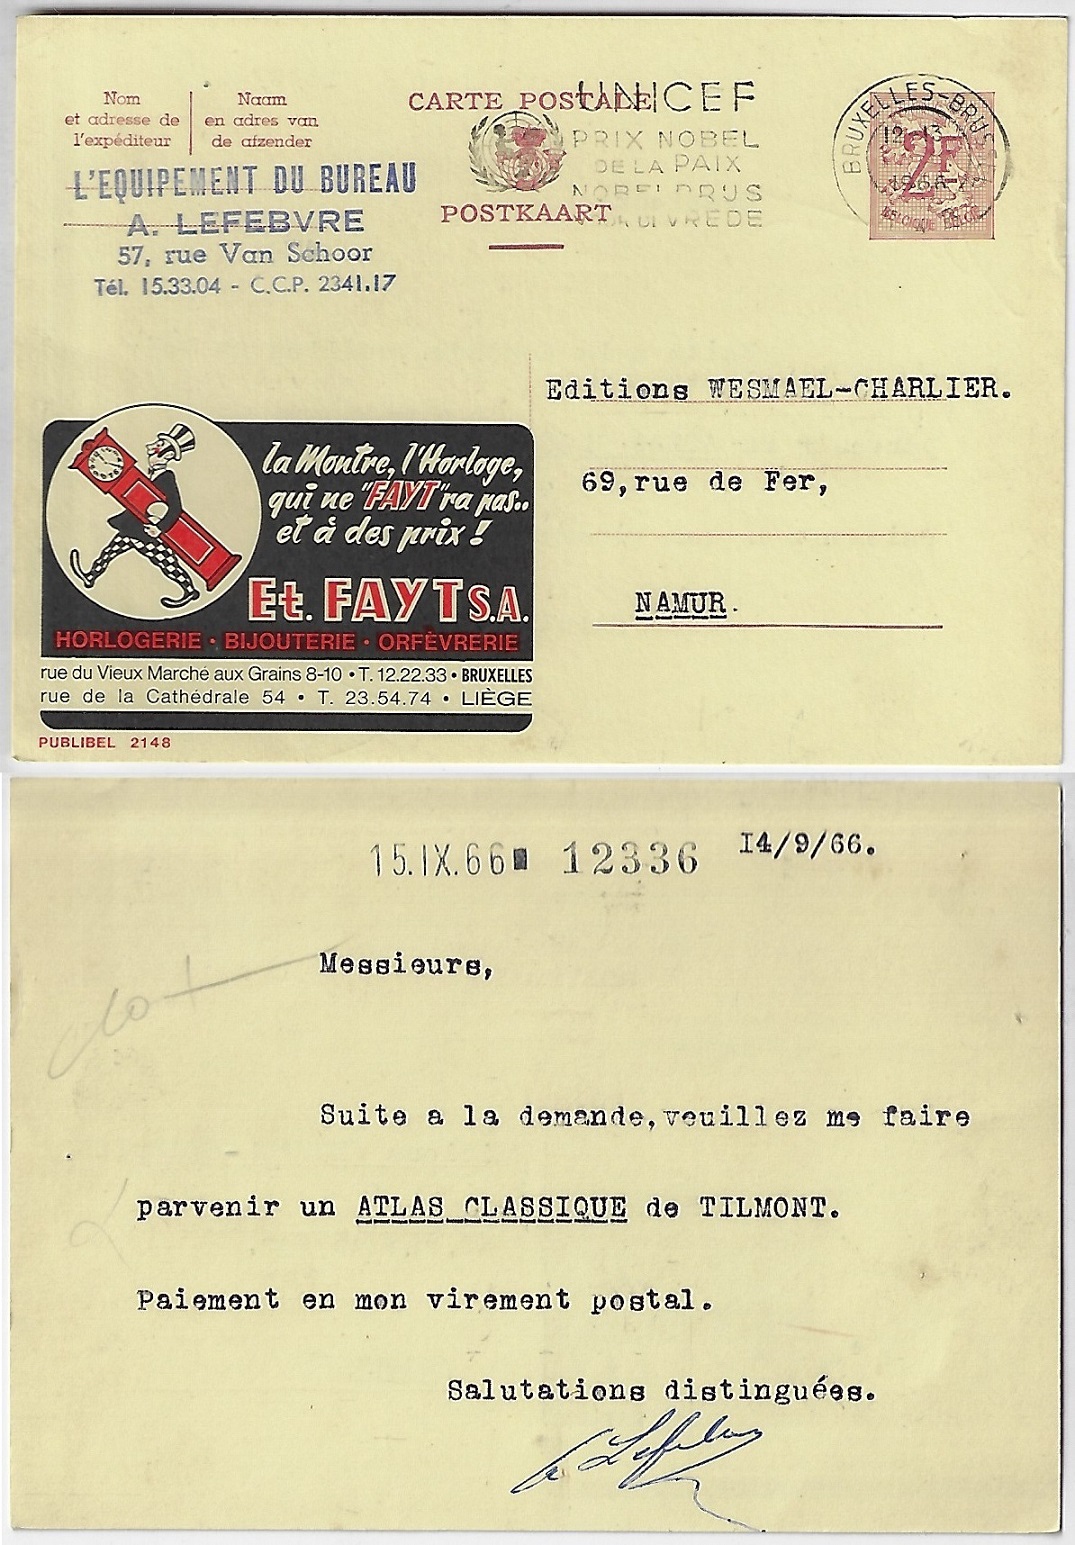 Nom
et adresse de
l'expéditeur
Naam
en adres van
de afzender
CARTE POSTALE
POSTKAART
UNICEF
PRIX NOBEL
DE LA PAIX
VREDE
BRUXELLES-BRUS
2F
BELGIQUE BELGIE
L'EQUIPEMENT DU BUREAU
A. LEFEBVRE
57, rue Van Schoor
Tél. 15.33.04 - C.C.P. 2341.17
Editions WESMAEL-CHARLIER.
69,rue de Fer,
NAMUR.
la Montre, l'Horloge,
qui ne "FAYT"ra pas..
et à des prix !
Et. FAYT S.A.
HORLOGERIE • BIJOUTERIE • ORFÈVRERIE
rue du Vieux Marché aux Grains 8-10 • T. 12.22.33 • BRUXELLES
rue de la Cathédrale 54 • T. 23.54.74 • LIÈGE
PUBLIBEL 2148
15.IX.66 12336 I4/9/66.
Messieurs,
Suite a la demande,veuillez me faire
parvenir un ATLAS CLASSIQUE de TILMONT.
Paiement en mon virement postal.
Salutations distinguées.